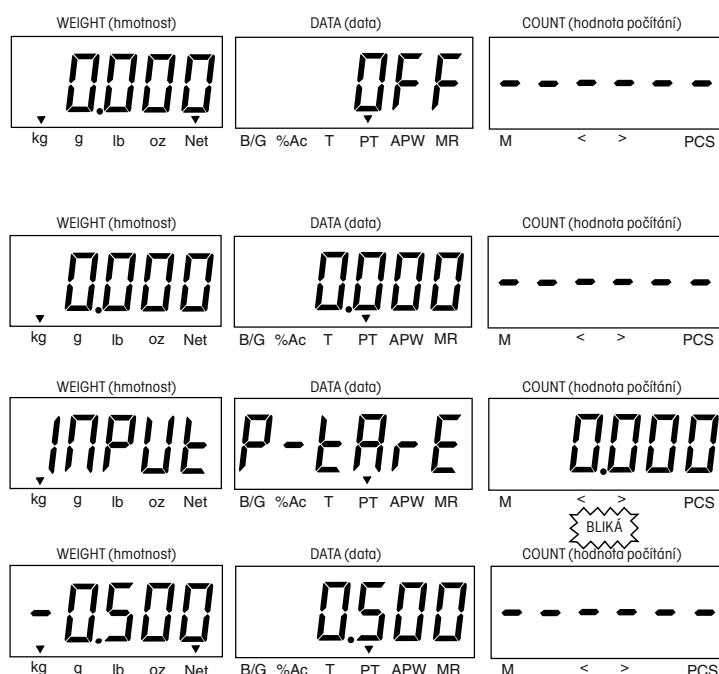 WEIGHT (hmotnost) DATA (data) COUNT (hodnota počítání)
0.000 OFF - - - - - -
kg g lb oz Net B/G %Ac T PT APW MR M < > PCS
WEIGHT (hmotnost) DATA (data) COUNT (hodnota počítání)
0.000 0.000 - - - - - -
kg g lb oz Net B/G %Ac T PT APW MR M < > PCS
WEIGHT (hmotnost) DATA (data) COUNT (hodnota počítání)
INPUt P-tArE 0.000
kg g lb oz Net B/G %Ac T PT APW MR M < > PCS
BLIKÁ
WEIGHT (hmotnost) DATA (data) COUNT (hodnota počítání)
-0.500 0.500 - - - - - -
kg g lb oz Net B/G %Ac T PT APW MR M < > PCS